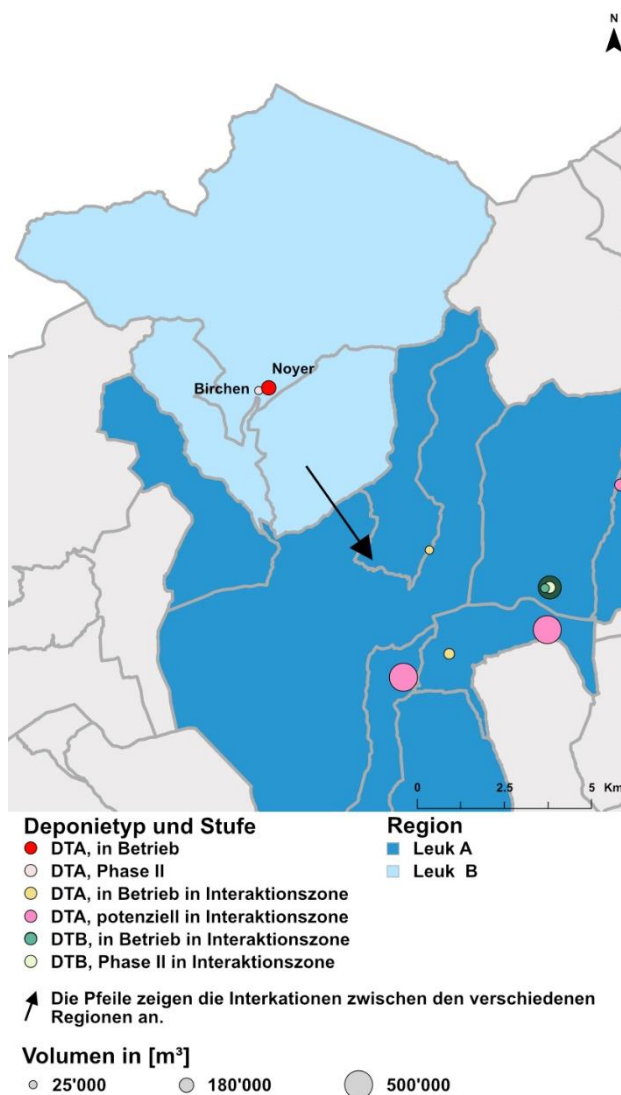 N
Noyer
Birchen
0 2.5 5 Km
Deponietyp und Stufe
DTA, in Betrieb
DTA, Phase II
DTA, in Betrieb in Interaktionszone
DTA, potenziell in Interaktionszone
DTB, in Betrieb in Interaktionszone
DTB, Phase II in Interaktionszone
Region
Leuk A
Leuk B
Die Pfeile zeigen die Interkationen zwischen den verschiedenen
Regionen an.
Volumen in [m³]
25'000 180'000 500'000